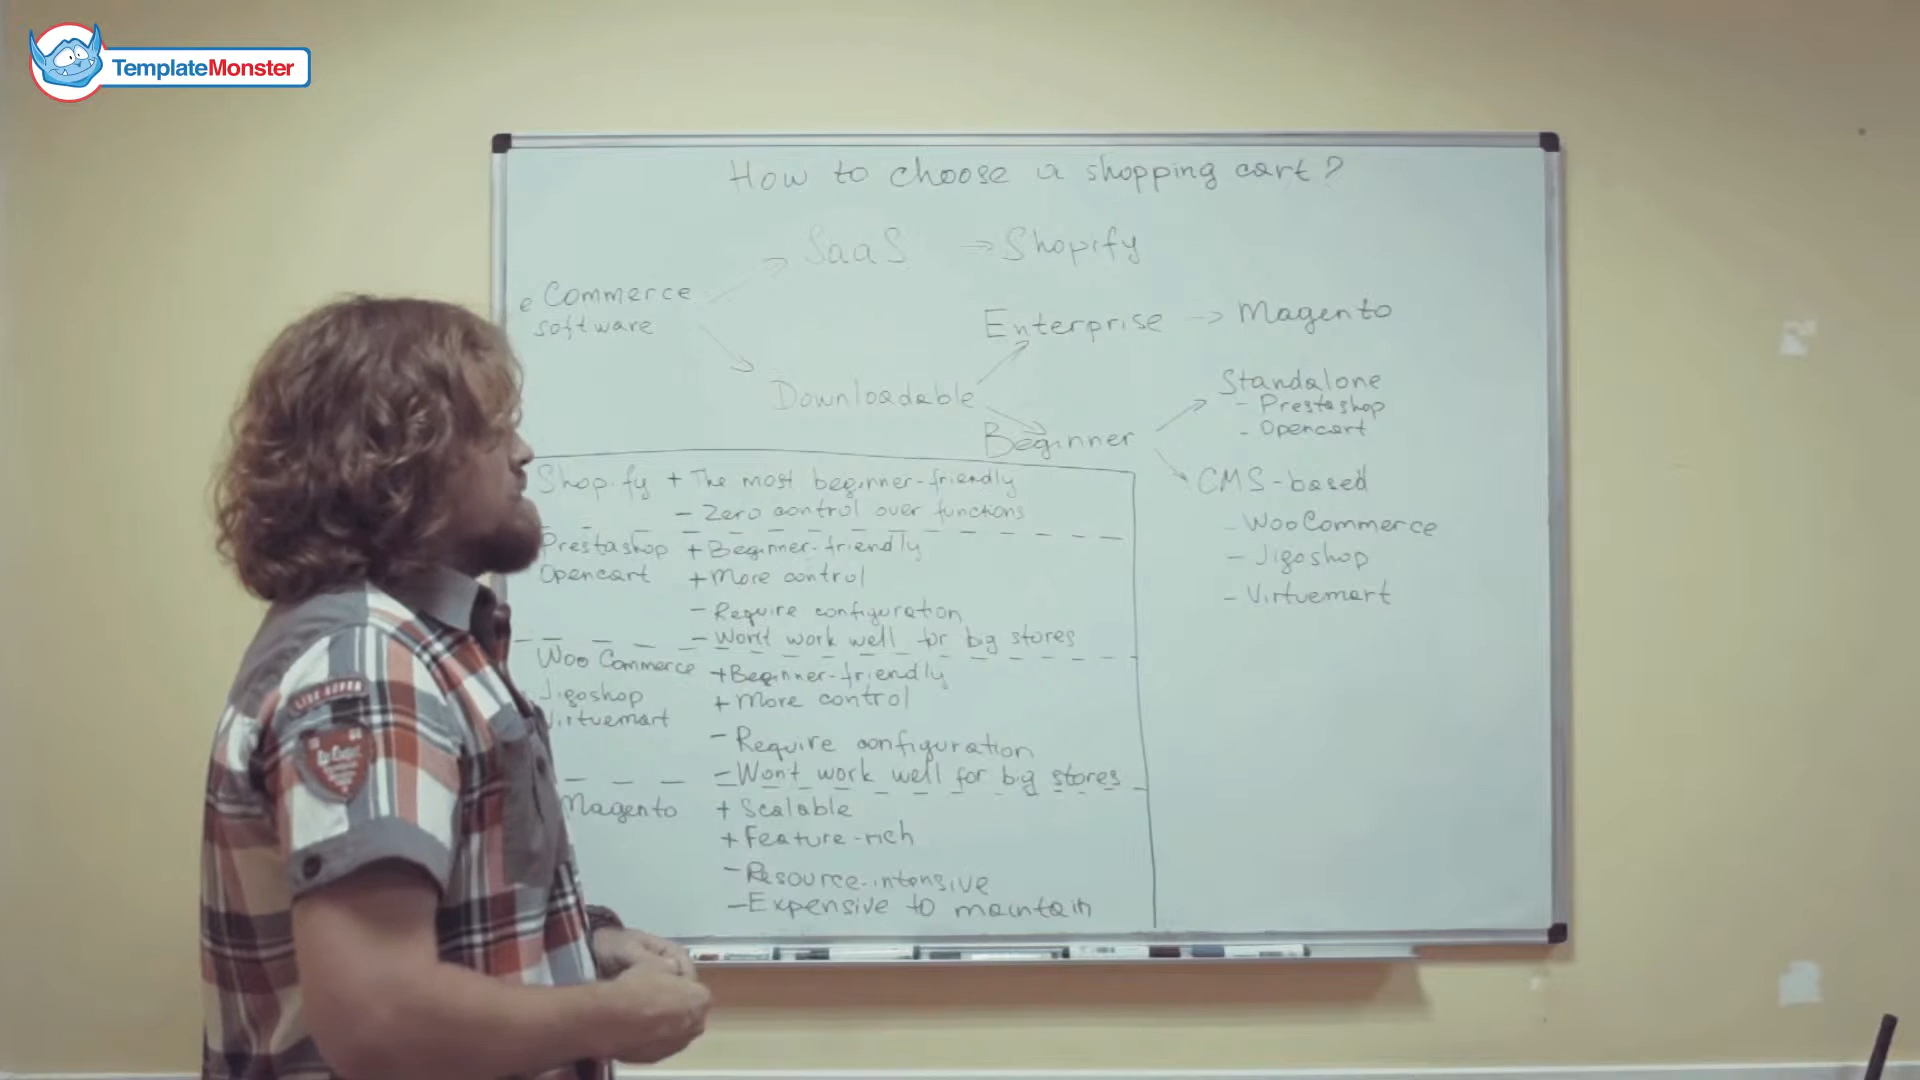 TemplateMonster
How to choose a shopping cart?
SaaS → Shopify
eCommerce
software
Enterprise → Magento
Downloadable
Beginner
Standalone
- Prestashop
- Opencart
CMS-based
- WooCommerce
- Jigoshop
- Virtuemart
Shopify + The most beginner-friendly
- Zero control over functions
Prestashop + Beginner-friendly
Opencart + More control
- Require configuration
- Won't work well for big stores
Woo Commerce + Beginner-friendly
Jigoshop + More control
Virtuemart
- Require configuration
- Won't work well for big stores
Magento + Scalable
+ Feature-rich
- Resource-intensive
- Expensive to maintain